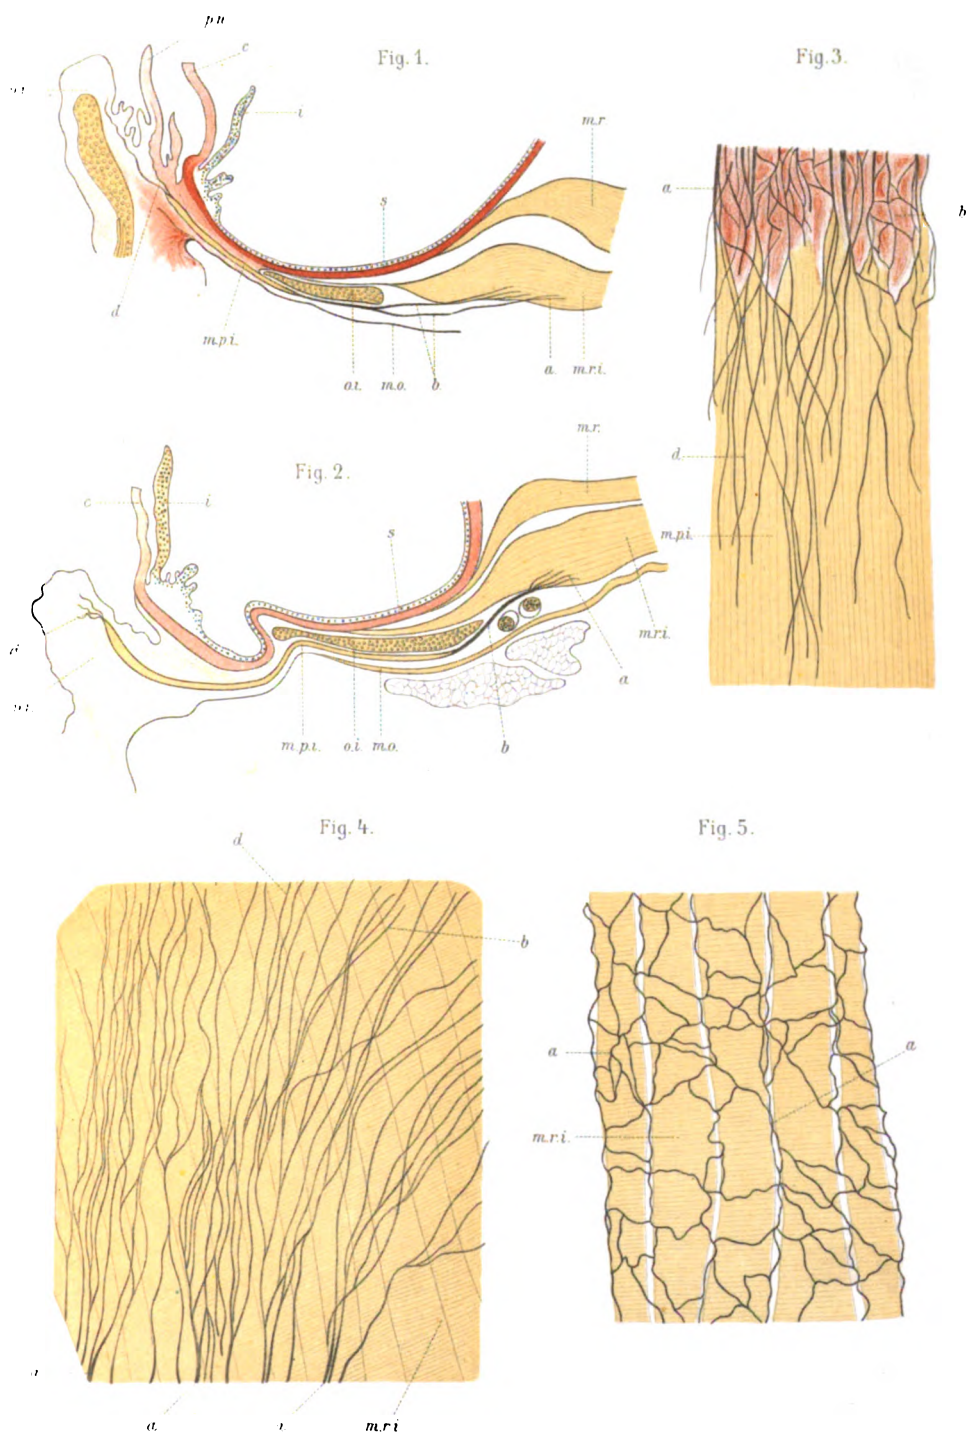 p.n
Fig. 1.
c
i
m.r
s
d
m.p.i.
o.i.
m.o.
b.
a.
m.r.i.
Fig. 3.
a.
b
d.
m.p.i.
Fig. 2.
c
i
s
m.r.
m.r.i.
a
b
m.p.i.
o.i.
m.o.
Fig. 4.
d
b
a.
m.r.i
Fig. 5.
a
a
m.r.i.